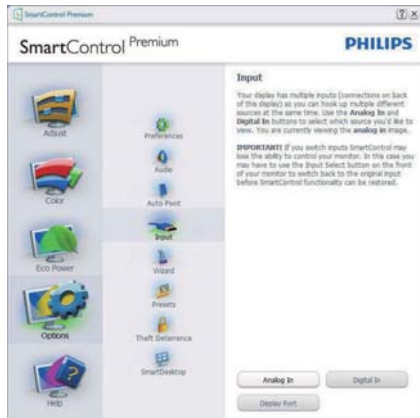 SmartControl Premium
SmartControl Premium
PHILIPS
Adjust
Color
Eco Power
Options
Help
Preferences
Audio
Auto Pivot
Input
Wizard
Presets
Theft Deterrence
SmartDesktop
Input
Your display has multiple inputs (connections on back
of this display) so you can hook up multiple different
sources at the same time. Use the Analog In and
Digital In buttons to select which source you'd like to
view. You are currently viewing the analog in image.
IMPORTANT! If you switch inputs SmartControl may
lose the ability to control your monitor. In this case you
may have to use the Input Select button on the front
of your monitor to switch back to the original input
before SmartControl functionality can be restored.
Analog In
Digital In
Display Port